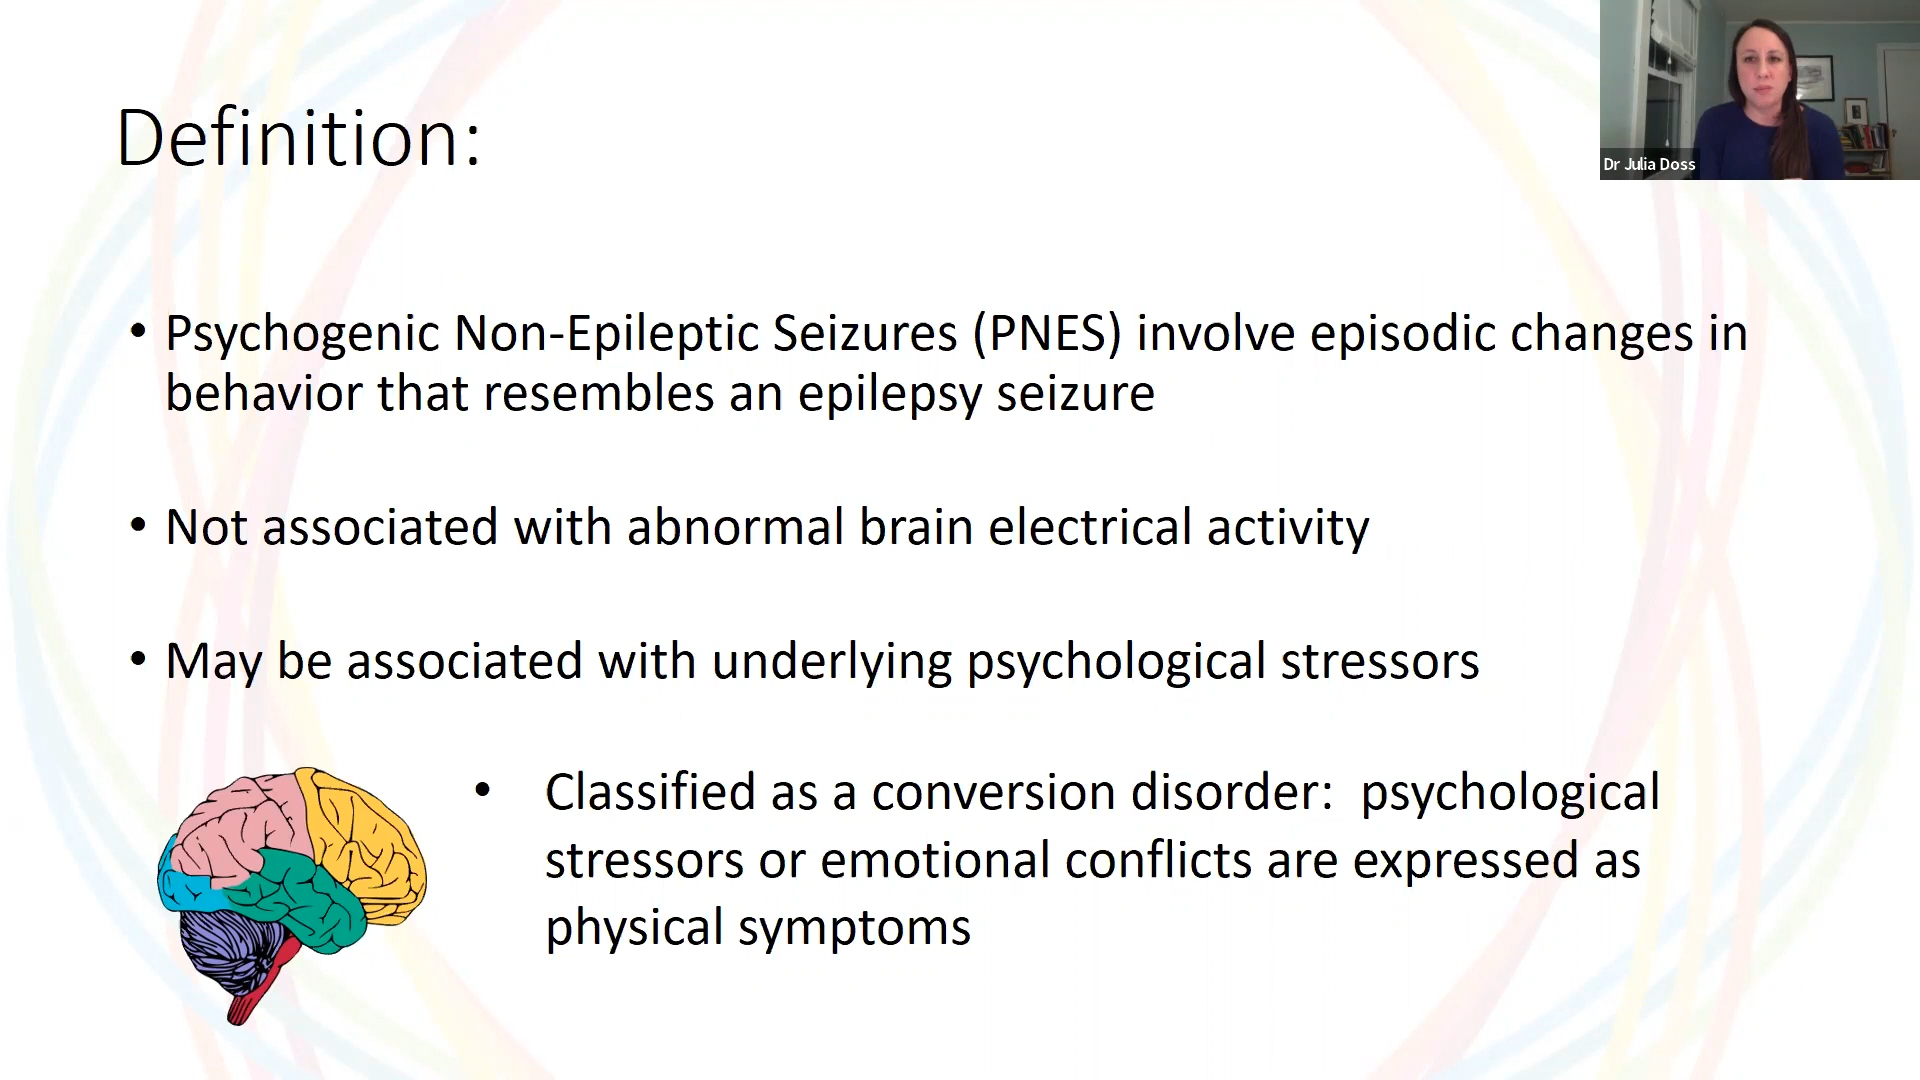 Dr Julia Doss
Definition:
• Psychogenic Non-Epileptic Seizures (PNES) involve episodic changes in
behavior that resembles an epilepsy seizure
• Not associated with abnormal brain electrical activity
• May be associated with underlying psychological stressors
• Classified as a conversion disorder:  psychological
stressors or emotional conflicts are expressed as
physical symptoms